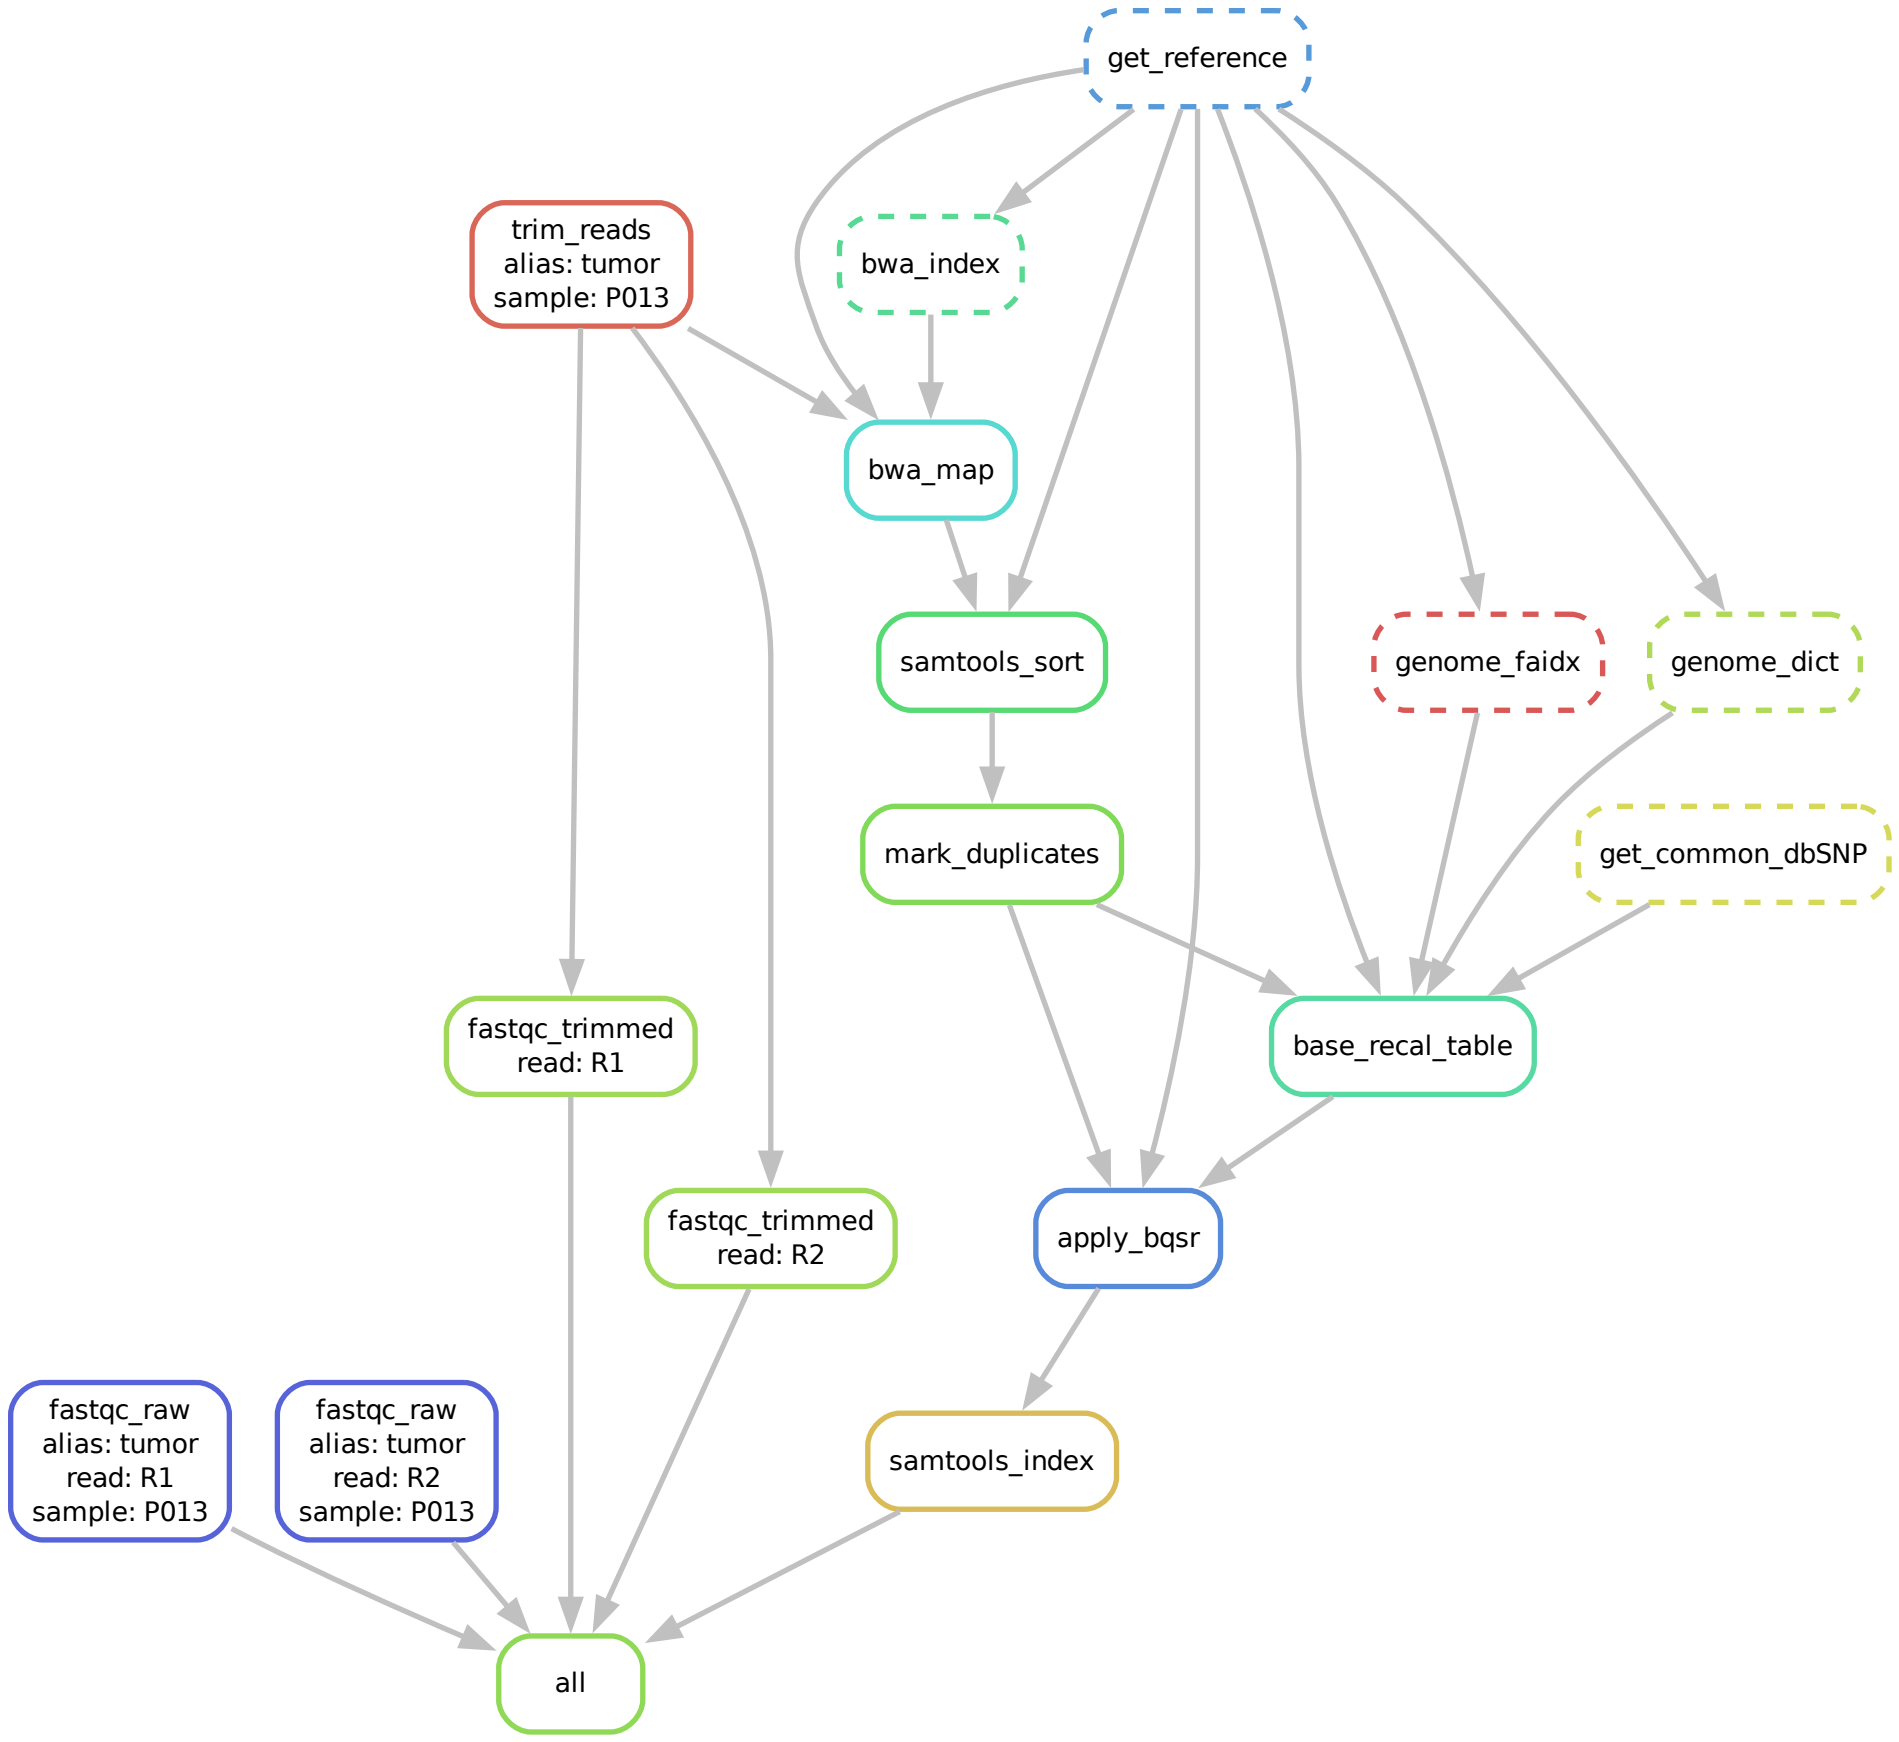 get_reference
trim_reads
alias: tumor
sample: P013
bwa_index
bwa_map
samtools_sort
genome_faidx
genome_dict
mark_duplicates
get_common_dbSNP
fastqc_trimmed
read: R1
base_recal_table
fastqc_trimmed
read: R2
apply_bqsr
fastqc_raw
alias: tumor
read: R1
sample: P013
fastqc_raw
alias: tumor
read: R2
sample: P013
samtools_index
all